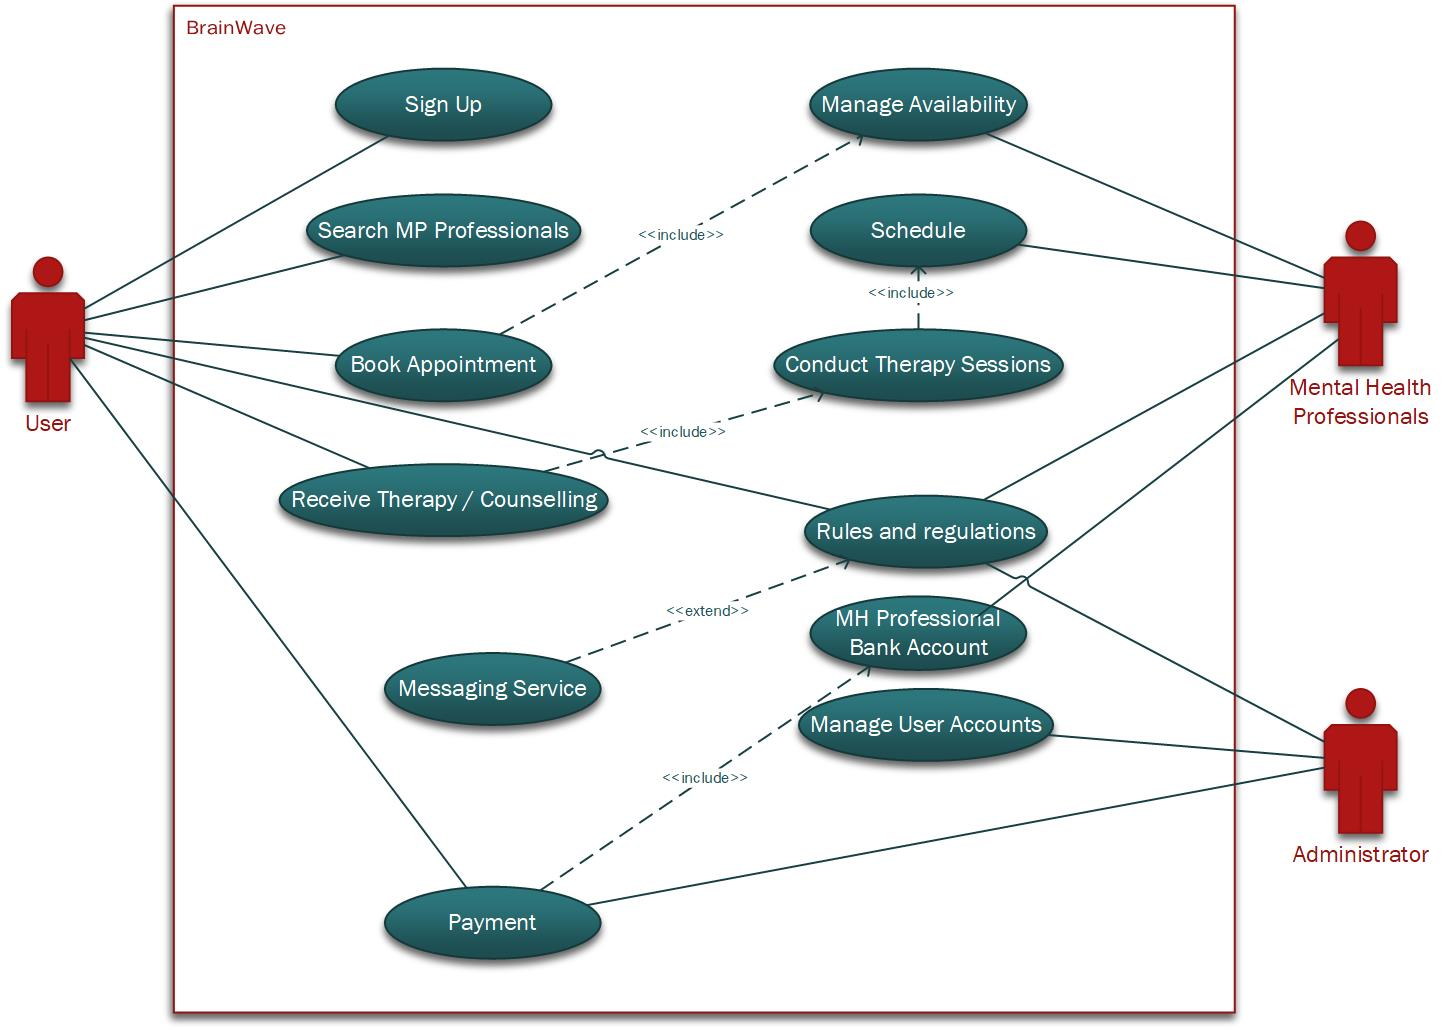 BrainWave
Sign Up
Manage Availability
Search MP Professionals
<<include>>
Schedule
<<include>>
Book Appointment
Conduct Therapy Sessions
User
Mental Health
Professionals
<<include>>
Receive Therapy / Counselling
Rules and regulations
<<extend>>
MH Professional
Bank Account
Messaging Service
Manage User Accounts
<<include>>
Administrator
Payment